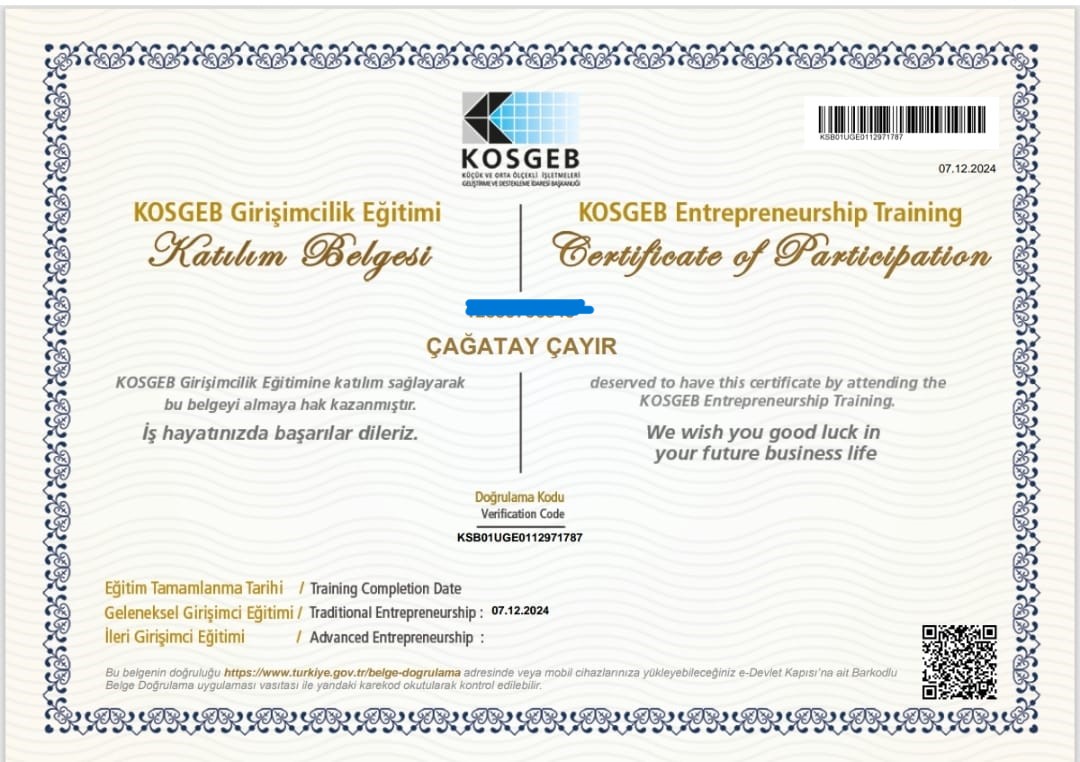 KOSGEB
KÜÇÜK VE ORTA ÖLÇEKLİ İŞLETMELERİ
GELİŞTİRME VE DESTEKLEME İDARESİ BAŞKANLIĞI
KSB01UGE0112971787
07.12.2024
KOSGEB Girişimcilik Eğitimi
Katılım Belgesi
KOSGEB Entrepreneurship Training
Certificate of Participation
ÇAĞATAY ÇAYIR
KOSGEB Girişimcilik Eğitimine katılım sağlayarak
bu belgeyi almaya hak kazanmıştır.
İş hayatınızda başarılar dileriz.
deserved to have this certificate by attending the
KOSGEB Entrepreneurship Training.
We wish you good luck in
your future business life
Doğrulama Kodu
Verification Code
KSB01UGE0112971787
Eğitim Tamamlanma Tarihi / Training Completion Date
Geleneksel Girişimci Eğitimi / Traditional Entrepreneurship : 07.12.2024
İleri Girişimci Eğitimi / Advanced Entrepreneurship :
Bu belgenin doğruluğu https://www.turkiye.gov.tr/belge-dogrulama adresinde veya mobil cihazlarınıza yükleyebileceğiniz e-Devlet Kapısı'na ait Barkodlu
Belge Doğrulama uygulaması vasıtası ile yandaki karekod okutularak kontrol edilebilir.